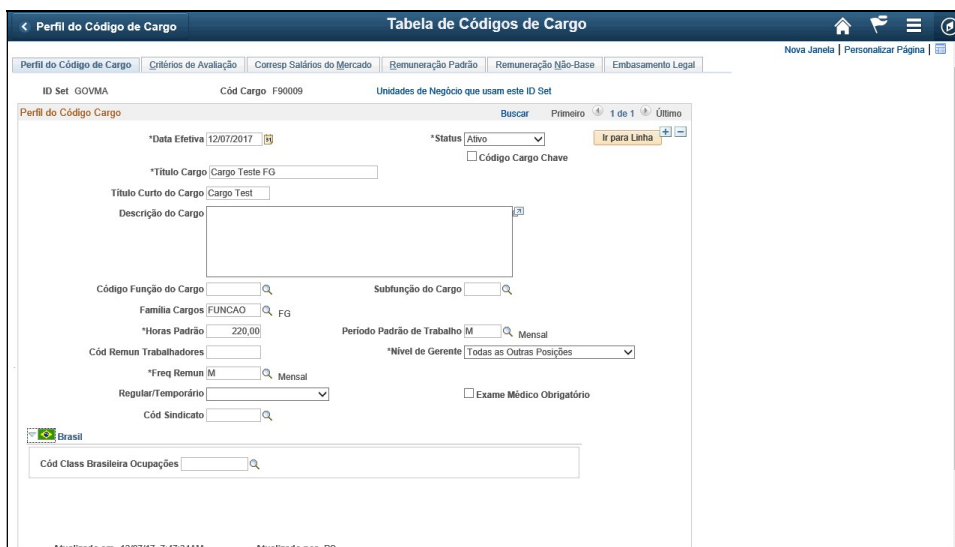 Perfil do Código de Cargo Tabela de Códigos de Cargo
Nova Janela | Personalizar Página |
Perfil do Código de Cargo Critérios de Avaliação Corresp Salários do Mercado Remuneração Padrão Remuneração Não-Base Embasamento Legal
ID Set GOVMA Cód Cargo F90009 Unidades de Negócio que usam este ID Set
Perfil do Código Cargo Buscar Primeiro 1 de 1 Último
*Data Efetiva 12/07/2017 *Status Ativo Ir para Linha
Código Cargo Chave
*Título Cargo Cargo Teste FG
Título Curto do Cargo Cargo Test
Descrição do Cargo
Código Função do Cargo Subfunção do Cargo
Família Cargos FUNCAO FG
*Horas Padrão 220,00 Período Padrão de Trabalho M Mensal
Cód Remun Trabalhadores *Nível de Gerente Todas as Outras Posições
*Freq Remun M Mensal
Regular/Temporário Exame Médico Obrigatório
Cód Sindicato
Brasil
Cód Class Brasileira Ocupações